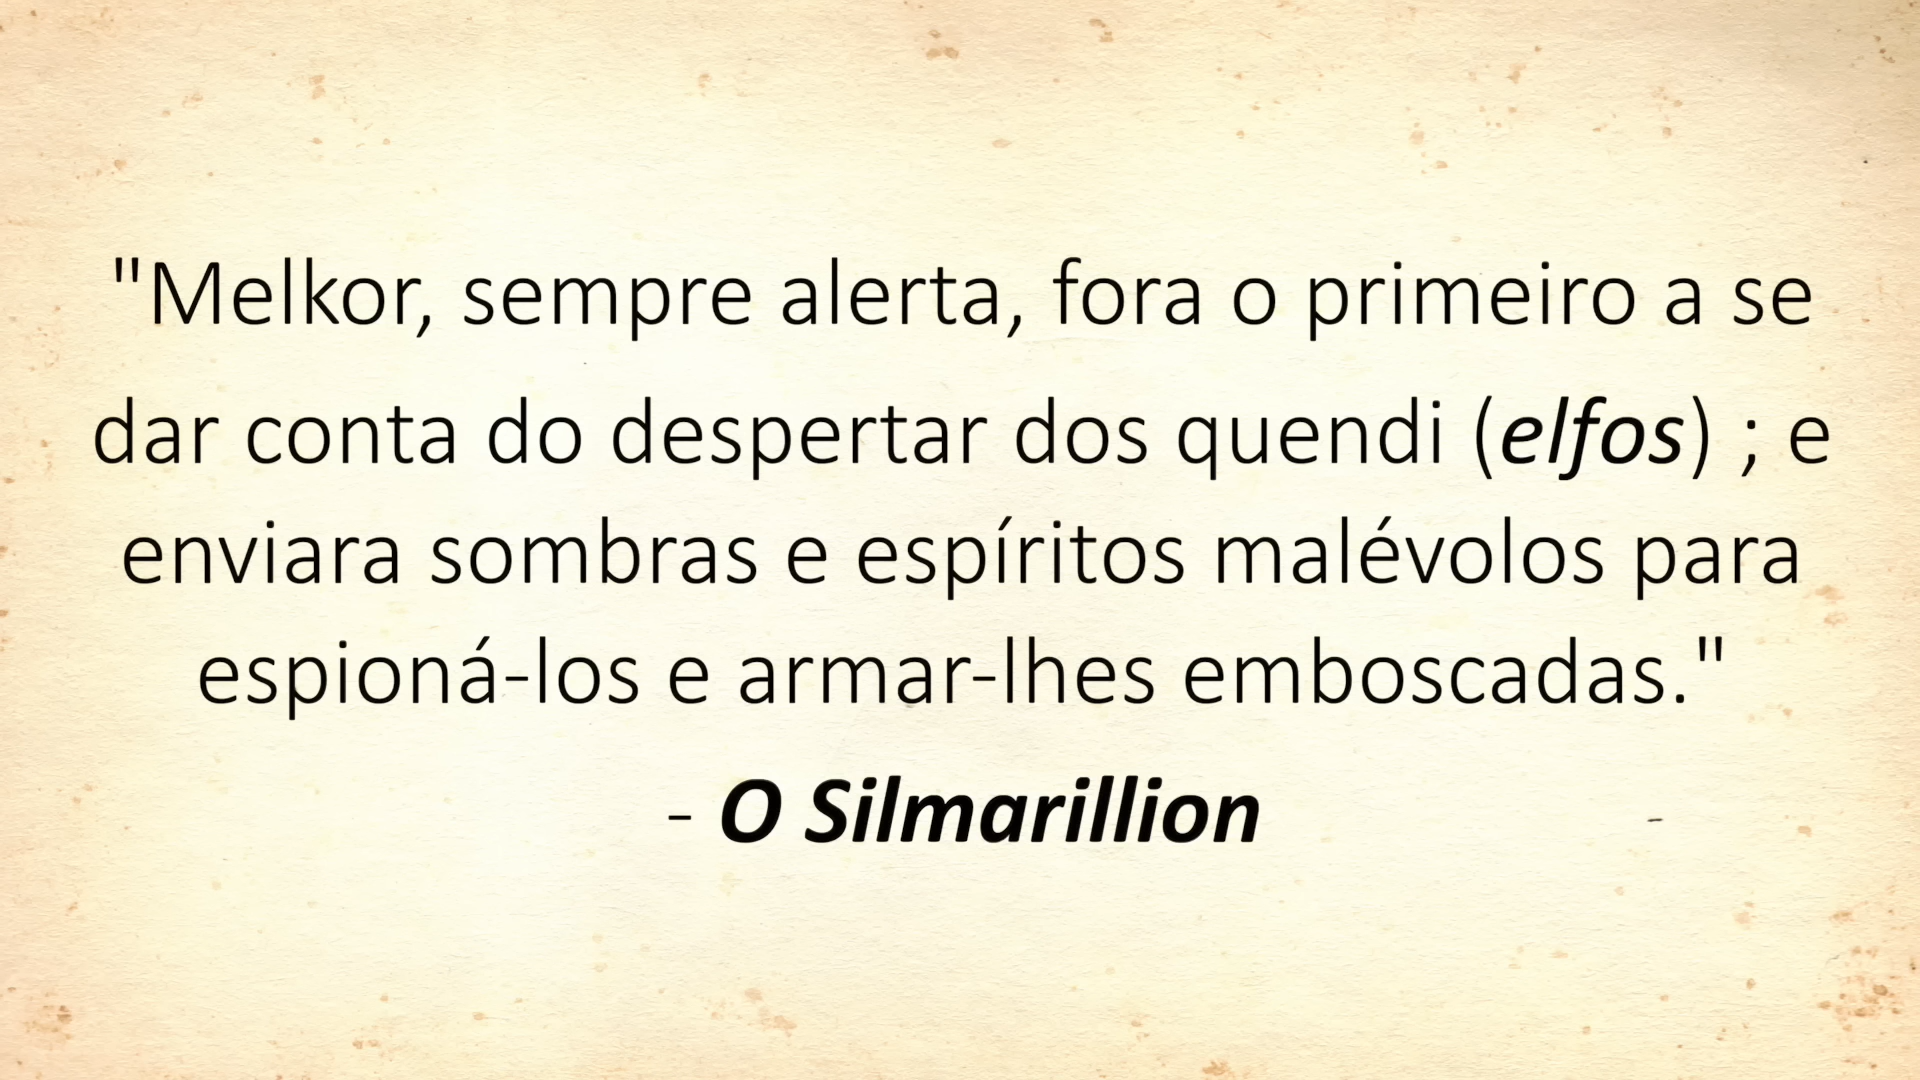 "Melkor, sempre alerta, fora o primeiro a se
dar conta do despertar dos quendi (elfos) ; e
enviara sombras e espíritos malévolos para
espioná-los e armar-lhes emboscadas."
- O Silmarillion